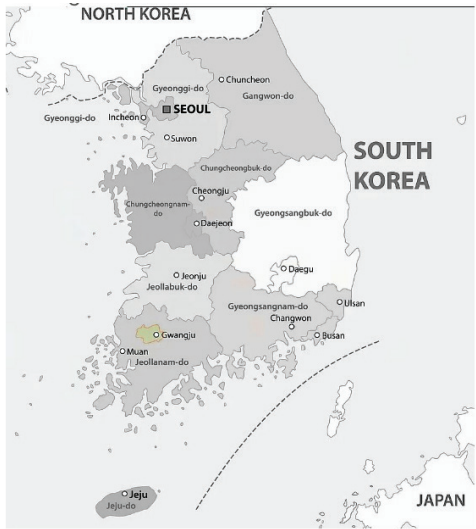 NORTH KOREA
Chuncheon
Gyeonggi-do
Gangwon-do
SEOUL
Gyeonggi-do
Incheon
Suwon
SOUTH
KOREA
Chungcheongbuk-do
Cheongju
Chungcheongnam-
do
Gyeongsangbuk-do
Daejeon
Daegu
Jeonju
Jeollabuk-do
Gyeongsangnam-do
Ulsan
Changwon
Gwangju
Busan
Muan
Jeollanam-do
Jeju
Jeju-do
JAPAN